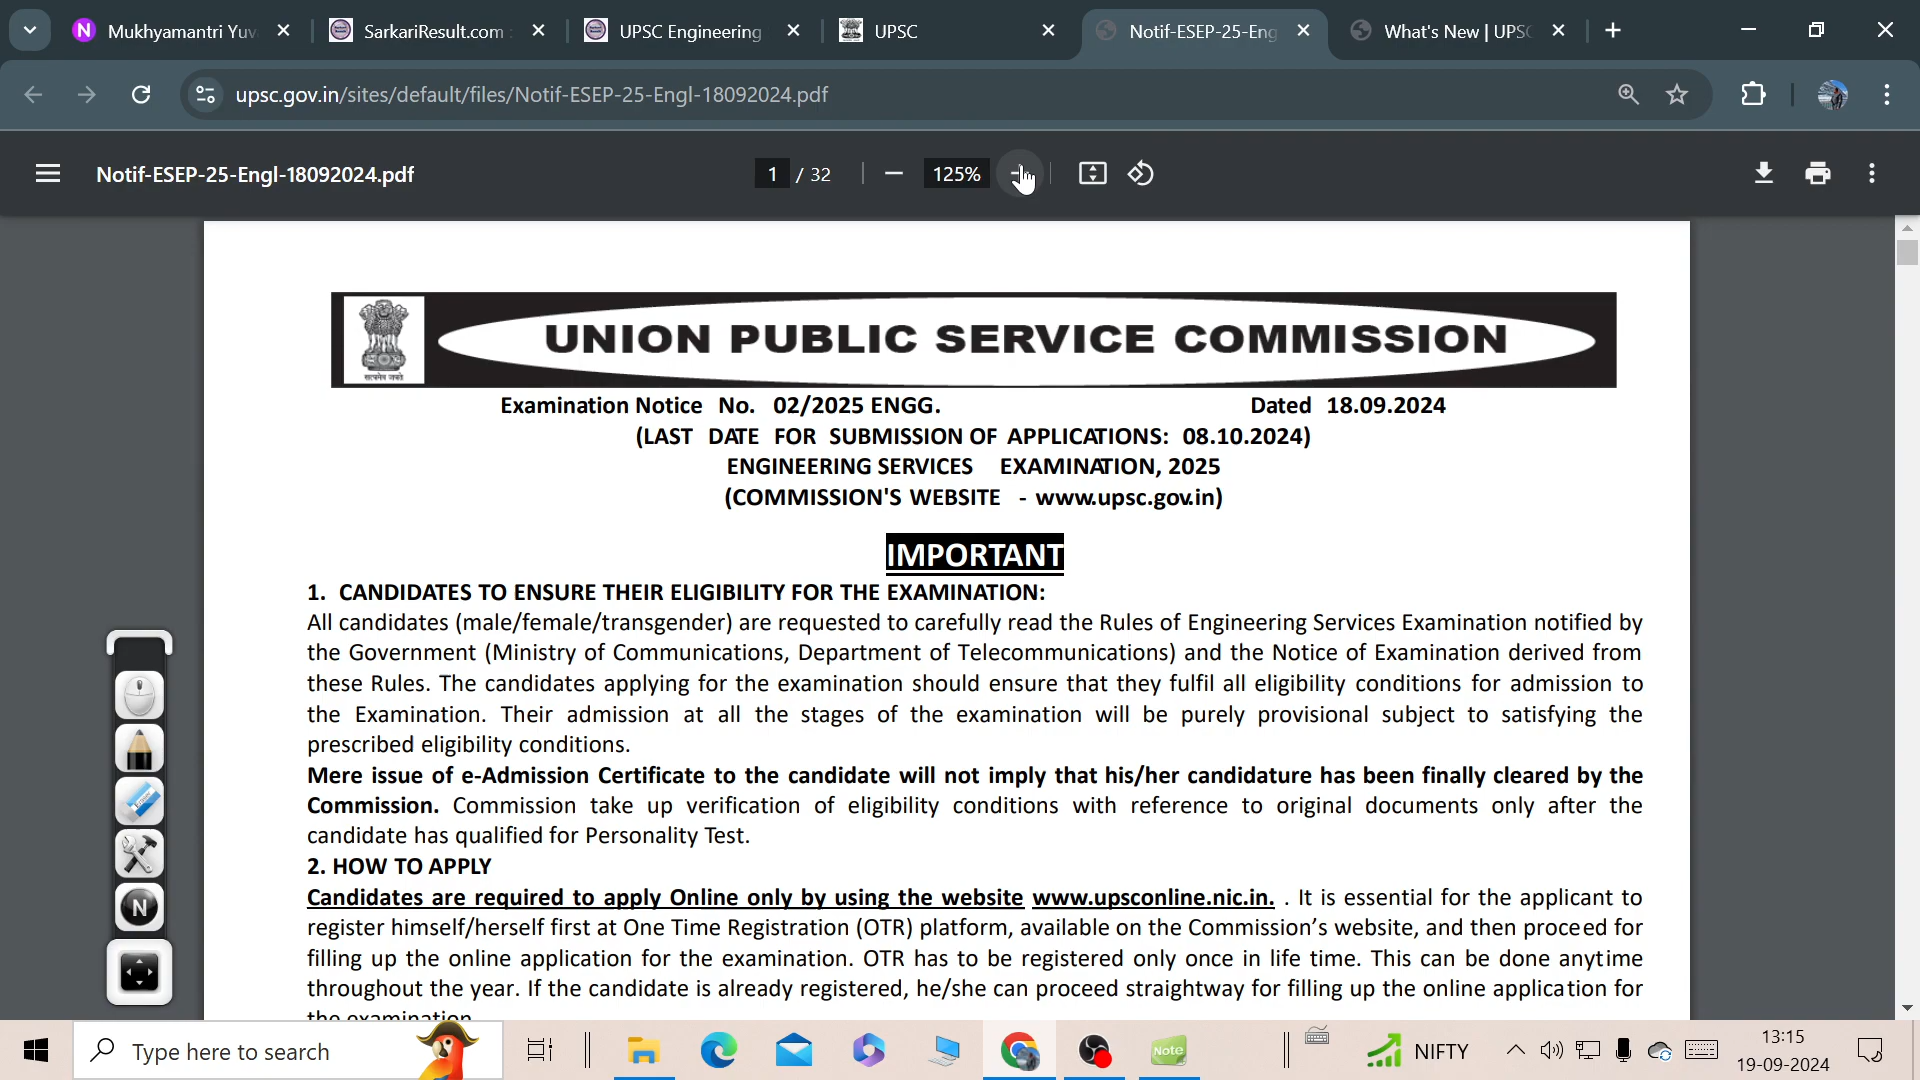 Mukhyamantri Yuv
SarkariResult.com :
UPSC Engineering
UPSC
Notif-ESEP-25-Eng
What's New | UPSC
upsc.gov.in/sites/default/files/Notif-ESEP-25-Engl-18092024.pdf
Notif-ESEP-25-Engl-18092024.pdf
1 / 32
125%
UNION PUBLIC SERVICE COMMISSION
सत्यमेव जयते
Examination Notice No. 02/2025 ENGG. Dated 18.09.2024
(LAST DATE FOR SUBMISSION OF APPLICATIONS: 08.10.2024)
ENGINEERING SERVICES EXAMINATION, 2025
(COMMISSION'S WEBSITE - www.upsc.gov.in)
IMPORTANT
1. CANDIDATES TO ENSURE THEIR ELIGIBILITY FOR THE EXAMINATION:
All candidates (male/female/transgender) are requested to carefully read the Rules of Engineering Services Examination notified by
the Government (Ministry of Communications, Department of Telecommunications) and the Notice of Examination derived from
these Rules. The candidates applying for the examination should ensure that they fulfil all eligibility conditions for admission to
the Examination. Their admission at all the stages of the examination will be purely provisional subject to satisfying the
prescribed eligibility conditions.
Mere issue of e-Admission Certificate to the candidate will not imply that his/her candidature has been finally cleared by the
Commission. Commission take up verification of eligibility conditions with reference to original documents only after the
candidate has qualified for Personality Test.
2. HOW TO APPLY
Candidates are required to apply Online only by using the website www.upsconline.nic.in. . It is essential for the applicant to
register himself/herself first at One Time Registration (OTR) platform, available on the Commission's website, and then proceed for
filling up the online application for the examination. OTR has to be registered only once in life time. This can be done anytime
throughout the year. If the candidate is already registered, he/she can proceed straightway for filling up the online application for
the examination.
N
Type here to search
Note
NIFTY
13:15
19-09-2024